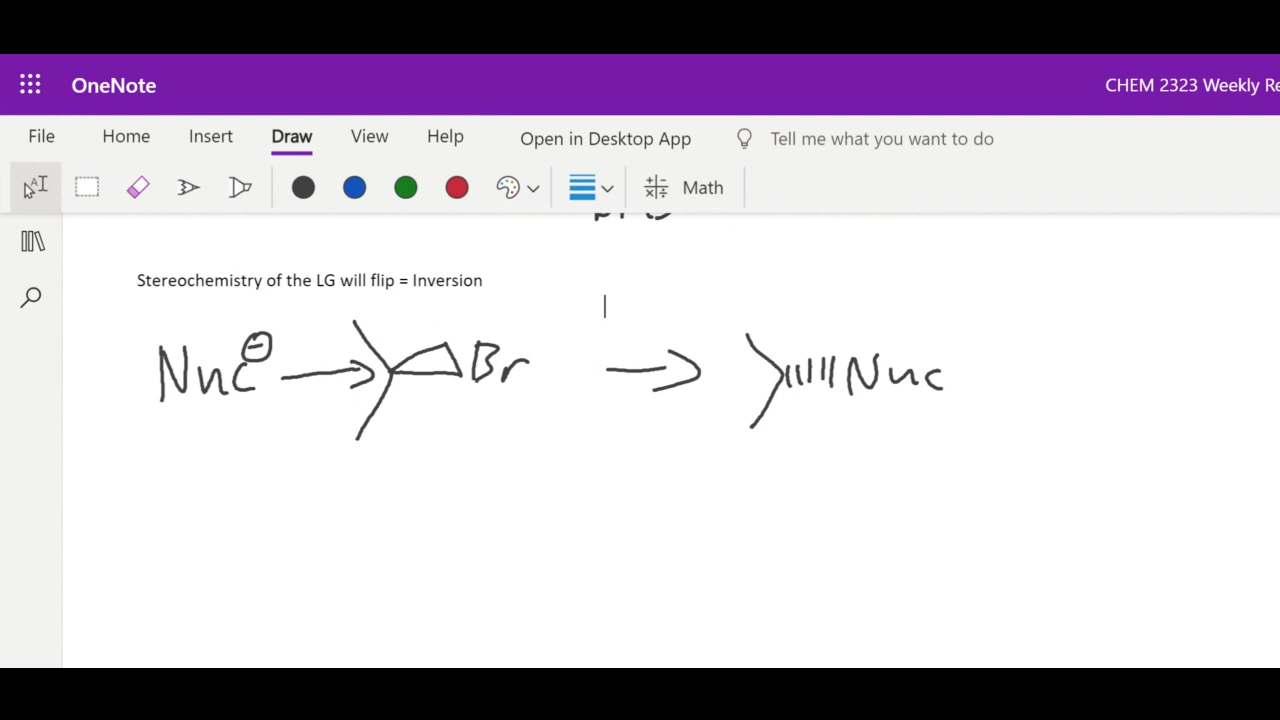 OneNote
CHEM 2323 Weekly Re
File Home Insert Draw View Help Open in Desktop App Tell me what you want to do
Math
Stereochemistry of the LG will flip = Inversion
Nuc⊖ → Br → Nuc